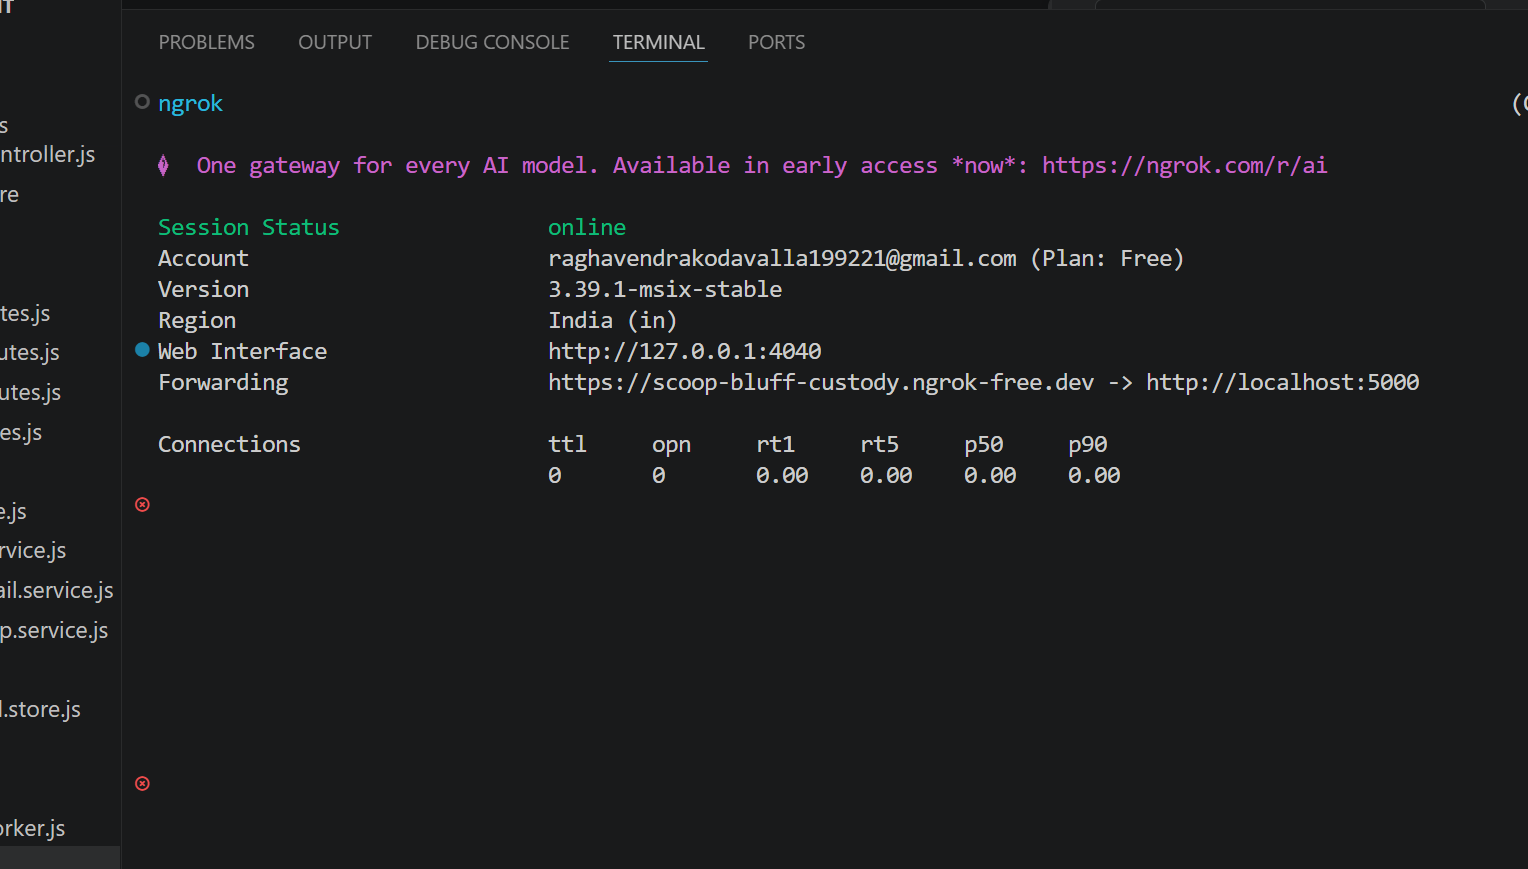 PROBLEMS OUTPUT DEBUG CONSOLE TERMINAL PORTS
ngrok
One gateway for every AI model. Available in early access *now*: https://ngrok.com/r/ai
Session Status online
Account raghavendrakodavalla199221@gmail.com (Plan: Free)
Version 3.39.1-msix-stable
Region India (in)
Web Interface http://127.0.0.1:4040
Forwarding https://scoop-bluff-custody.ngrok-free.dev -> http://localhost:5000
Connections ttl opn rt1 rt5 p50 p90
0 0 0.00 0.00 0.00 0.00
s
ntroller.js
re
tes.js
utes.js
utes.js
es.js
e.js
rvice.js
ail.service.js
p.service.js
l.store.js
orker.js